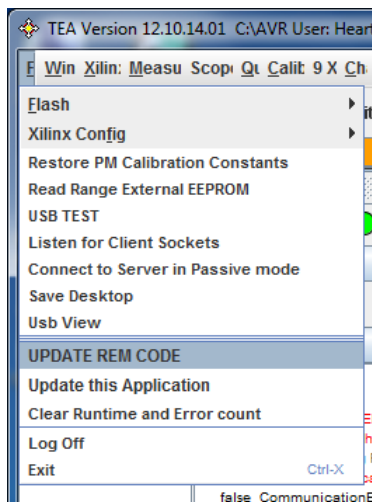 TEA Version 12.10.14.01 C:\AVR User: Hear
F Win Xilin: Measu Scop Qu Calib 9 X Ch
Flash
Xilinx Config
Restore PM Calibration Constants
Read Range External EEPROM
USB TEST
Listen for Client Sockets
Connect to Server in Passive mode
Save Desktop
Usb View
UPDATE REM CODE
Update this Application
Clear Runtime and Error count
Log Off
Exit Ctrl-X
false CommunicationE